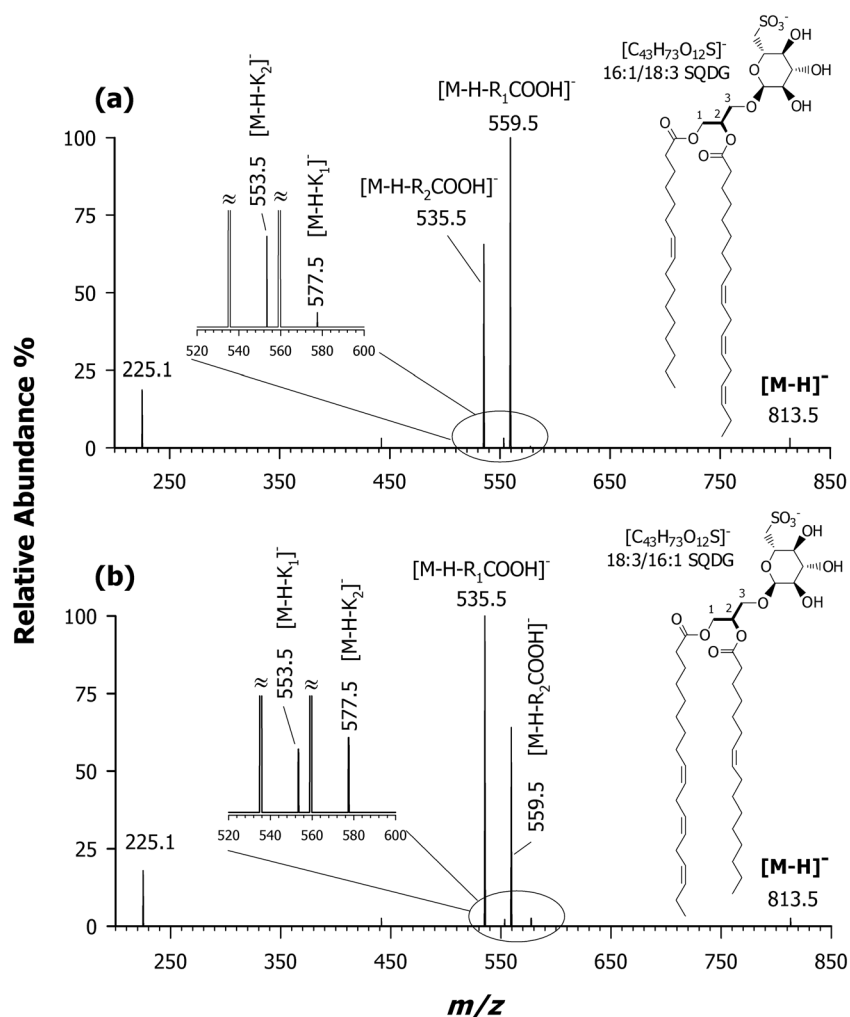 Relative Abundance %
(a)
[C43H73O12S]-
16:1/18:3 SQDG
SO3-
OH
O
OH
OH
O
3
1
2
O
O
O
O
[M-H-R1COOH]-
559.5
[M-H-R2COOH]-
535.5
[M-H-K2]-
553.5
[M-H-K1]-
577.5
≈
≈
520 540 560 580 600
225.1
[M-H]-
813.5
100
75
50
25
0
250 350 450 550 650 750 850
(b)
[C43H73O12S]-
18:3/16:1 SQDG
SO3-
OH
O
OH
OH
O
3
1
2
O
O
O
O
[M-H-R1COOH]-
535.5
[M-H-R2COOH]-
559.5
[M-H-K1]-
553.5
[M-H-K2]-
577.5
≈
≈
520 540 560 580 600
225.1
[M-H]-
813.5
100
75
50
25
0
250 350 450 550 650 750 850
m/z